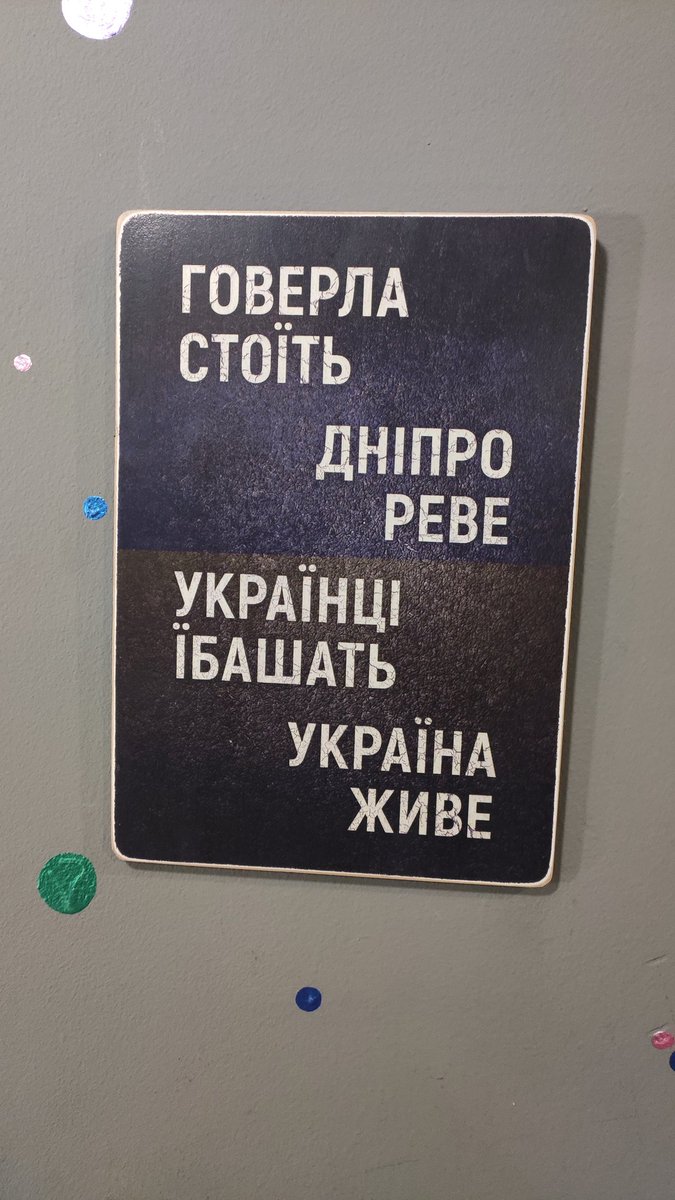 ГОВЕРЛА
СТОЇТЬ
ДНІПРО
РЕВЕ
УКРАЇНЦІ
ЇБАШАТЬ
УКРАЇНА
ЖИВЕ